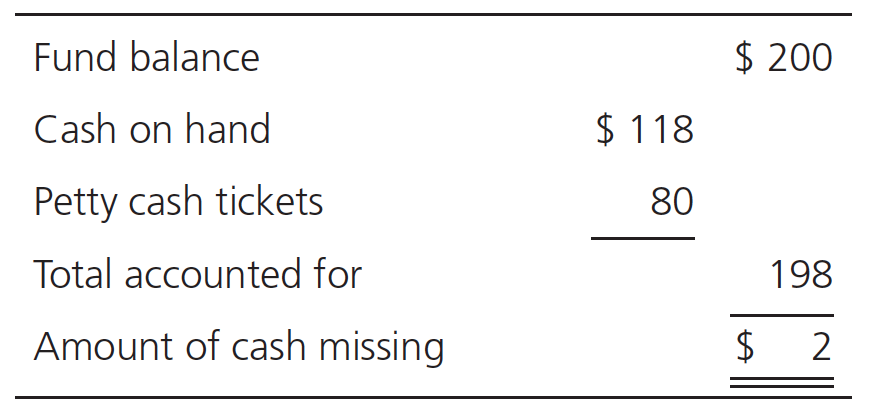 Fund balance $ 200
Cash on hand $ 118
Petty cash tickets 80
Total accounted for 198
Amount of cash missing $ 2